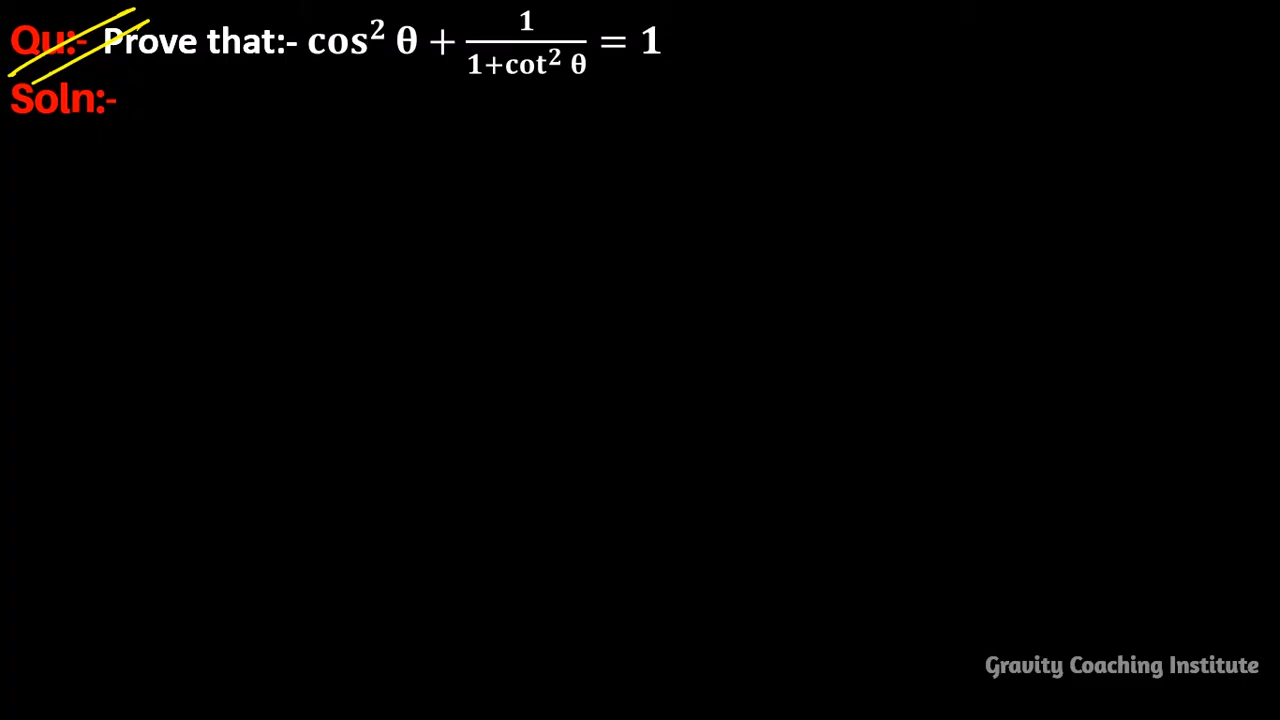 Qu:- Prove that:- cos² θ + 1/(1+cot² θ) = 1
Soln:-
Gravity Coaching Institute